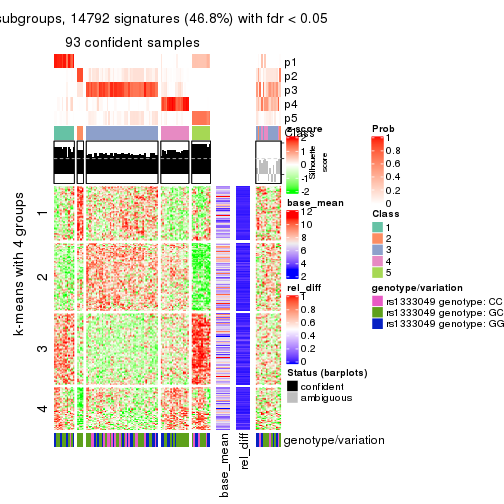 subgroups, 14792 signatures (46.8%) with fdr < 0.05
93 confident samples
p1
p2
p3
p4
p5
Class
Silhouette
score
1
2
3
4
k-means with 4 groups
base_mean
rel_diff
genotype/variation
z-score
2
1
0
-1
-2
base_mean
12
10
8
6
4
2
rel_diff
1
0.8
0.6
0.4
0.2
0
Status (barplots)
confident
ambiguous
Prob
1
0.8
0.6
0.4
0.2
0
Class
1
2
3
4
5
genotype/variation
rs1333049 genotype: CC
rs1333049 genotype: GC
rs1333049 genotype: GG